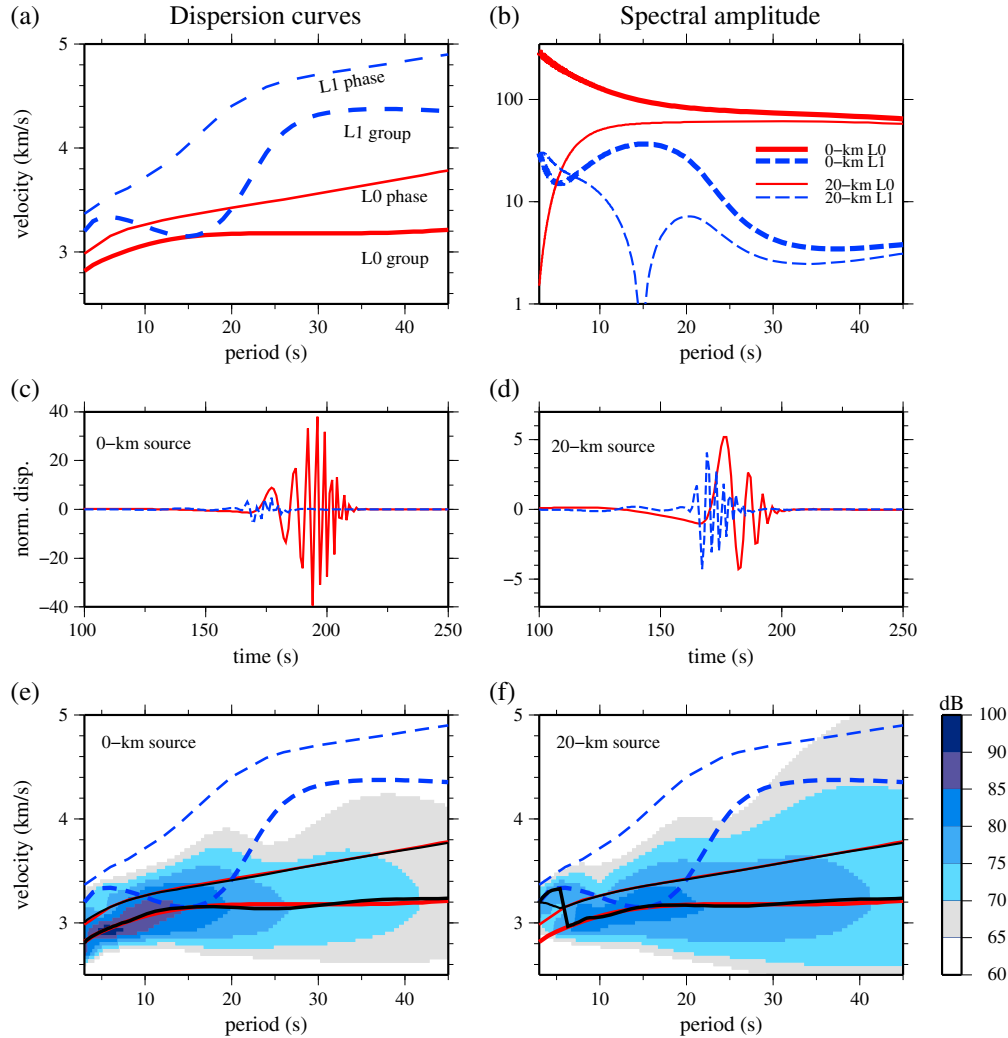 (a) Dispersion curves
5
4
3
velocity (km/s)
L1 phase
L1 group
L0 phase
L0 group
10 20 30 40
period (s)
(b) Spectral amplitude
100
10
1
0−km L0
0−km L1
20−km L0
20−km L1
10 20 30 40
period (s)
(c)
40
20
0
−20
−40
norm. disp.
0−km source
100 150 200 250
time (s)
(d)
5
0
−5
20−km source
100 150 200 250
time (s)
(e)
5
4
3
velocity (km/s)
0−km source
10 20 30 40
period (s)
(f)
20−km source
10 20 30 40
period (s)
dB
100
90
85
80
75
70
65
60